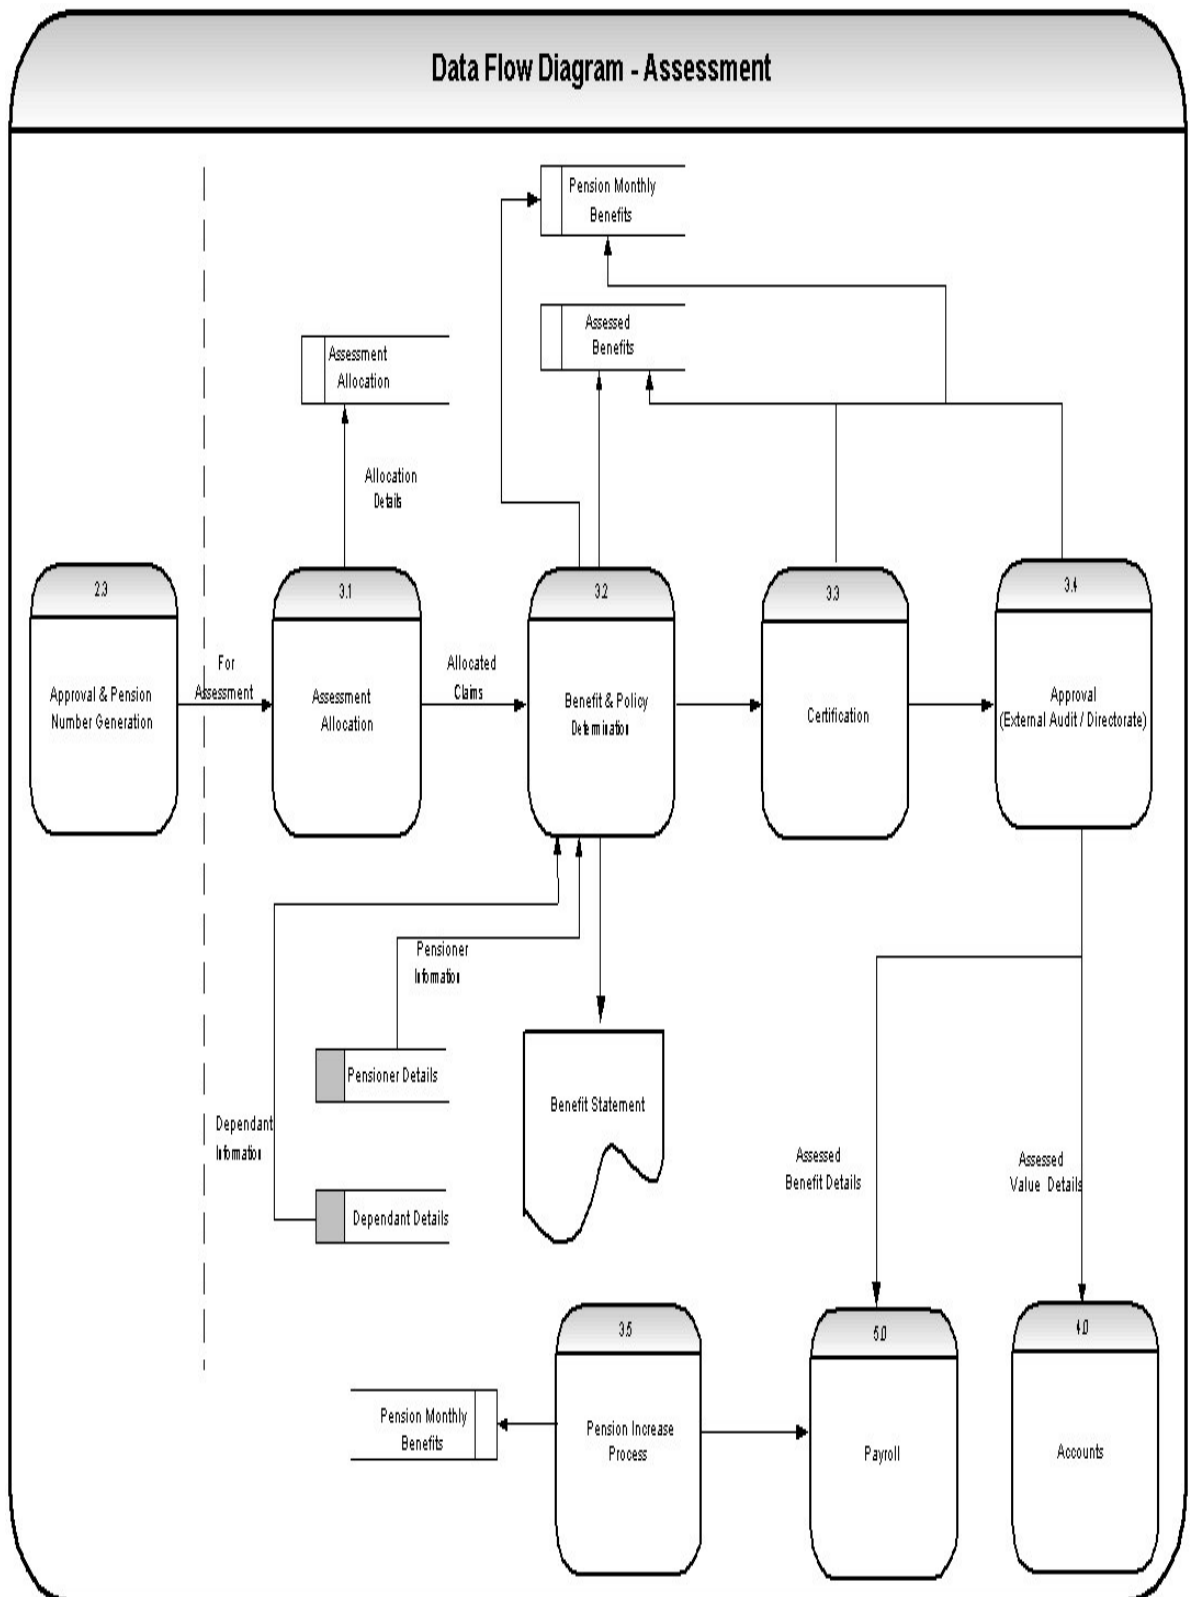 Data Flow Diagram - Assessment
Pension Monthly
Benefits
Assessed
Benefits
Assessment
Allocation
Allocation
Details
2.3
Approval & Pension
Number Generation
For
Assessment
3.1
Assessment
Allocation
Allocated
Claims
3.2
Benefit & Policy
Determination
3.3
Certification
3.4
Approval
(External Audit / Directorate)
Pensioner
Information
Pensioner Details
Dependant
Information
Dependant Details
Benefit Statement
Assessed
Benefit Details
Assessed
Value Details
Pension Monthly
Benefits
3.5
Pension Increase
Process
5.0
Payroll
4.0
Accounts